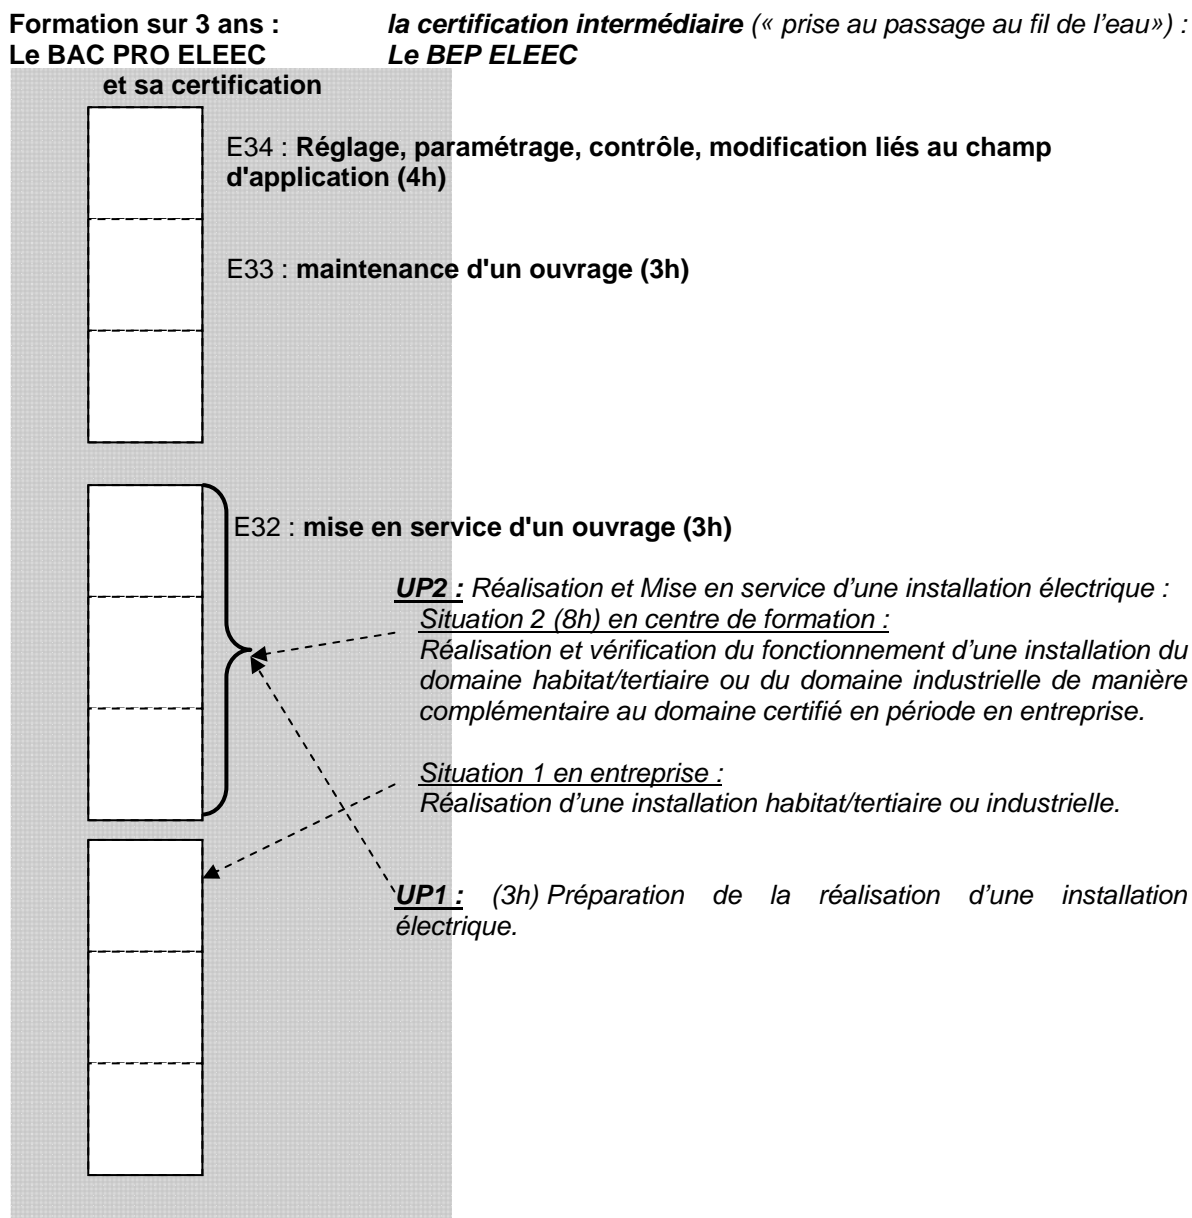 Formation sur 3 ans : la certification intermédiaire (« prise au passage au fil de l’eau») :
Le BAC PRO ELEEC Le BEP ELEEC
et sa certification
E34 : Réglage, paramétrage, contrôle, modification liés au champ
d'application (4h)
E33 : maintenance d'un ouvrage (3h)
E32 : mise en service d'un ouvrage (3h)
UP2 : Réalisation et Mise en service d’une installation électrique :
Situation 2 (8h) en centre de formation :
Réalisation et vérification du fonctionnement d’une installation du
domaine habitat/tertiaire ou du domaine industrielle de manière
complémentaire au domaine certifié en période en entreprise.
Situation 1 en entreprise :
Réalisation d’une installation habitat/tertiaire ou industrielle.
UP1 : (3h) Préparation de la réalisation d’une installation
électrique.